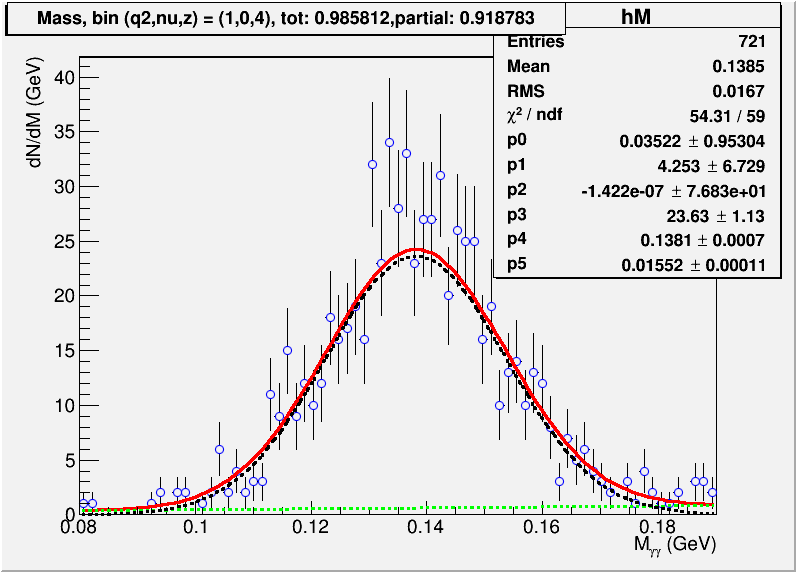 Mass, bin (q2,nu,z) = (1,0,4), tot: 0.985812,partial: 0.918783
hM
Entries 721
Mean 0.1385
RMS 0.0167
χ² / ndf 54.31 / 59
p0 0.03522 ± 0.95304
p1 4.253 ± 6.729
p2 -1.422e-07 ± 7.683e+01
p3 23.63 ± 1.13
p4 0.1381 ± 0.0007
p5 0.01552 ± 0.00011
dN/dM (GeV)
40
35
30
25
20
15
10
5
0
0.08 0.1 0.12 0.14 0.16 0.18
Mγγ (GeV)